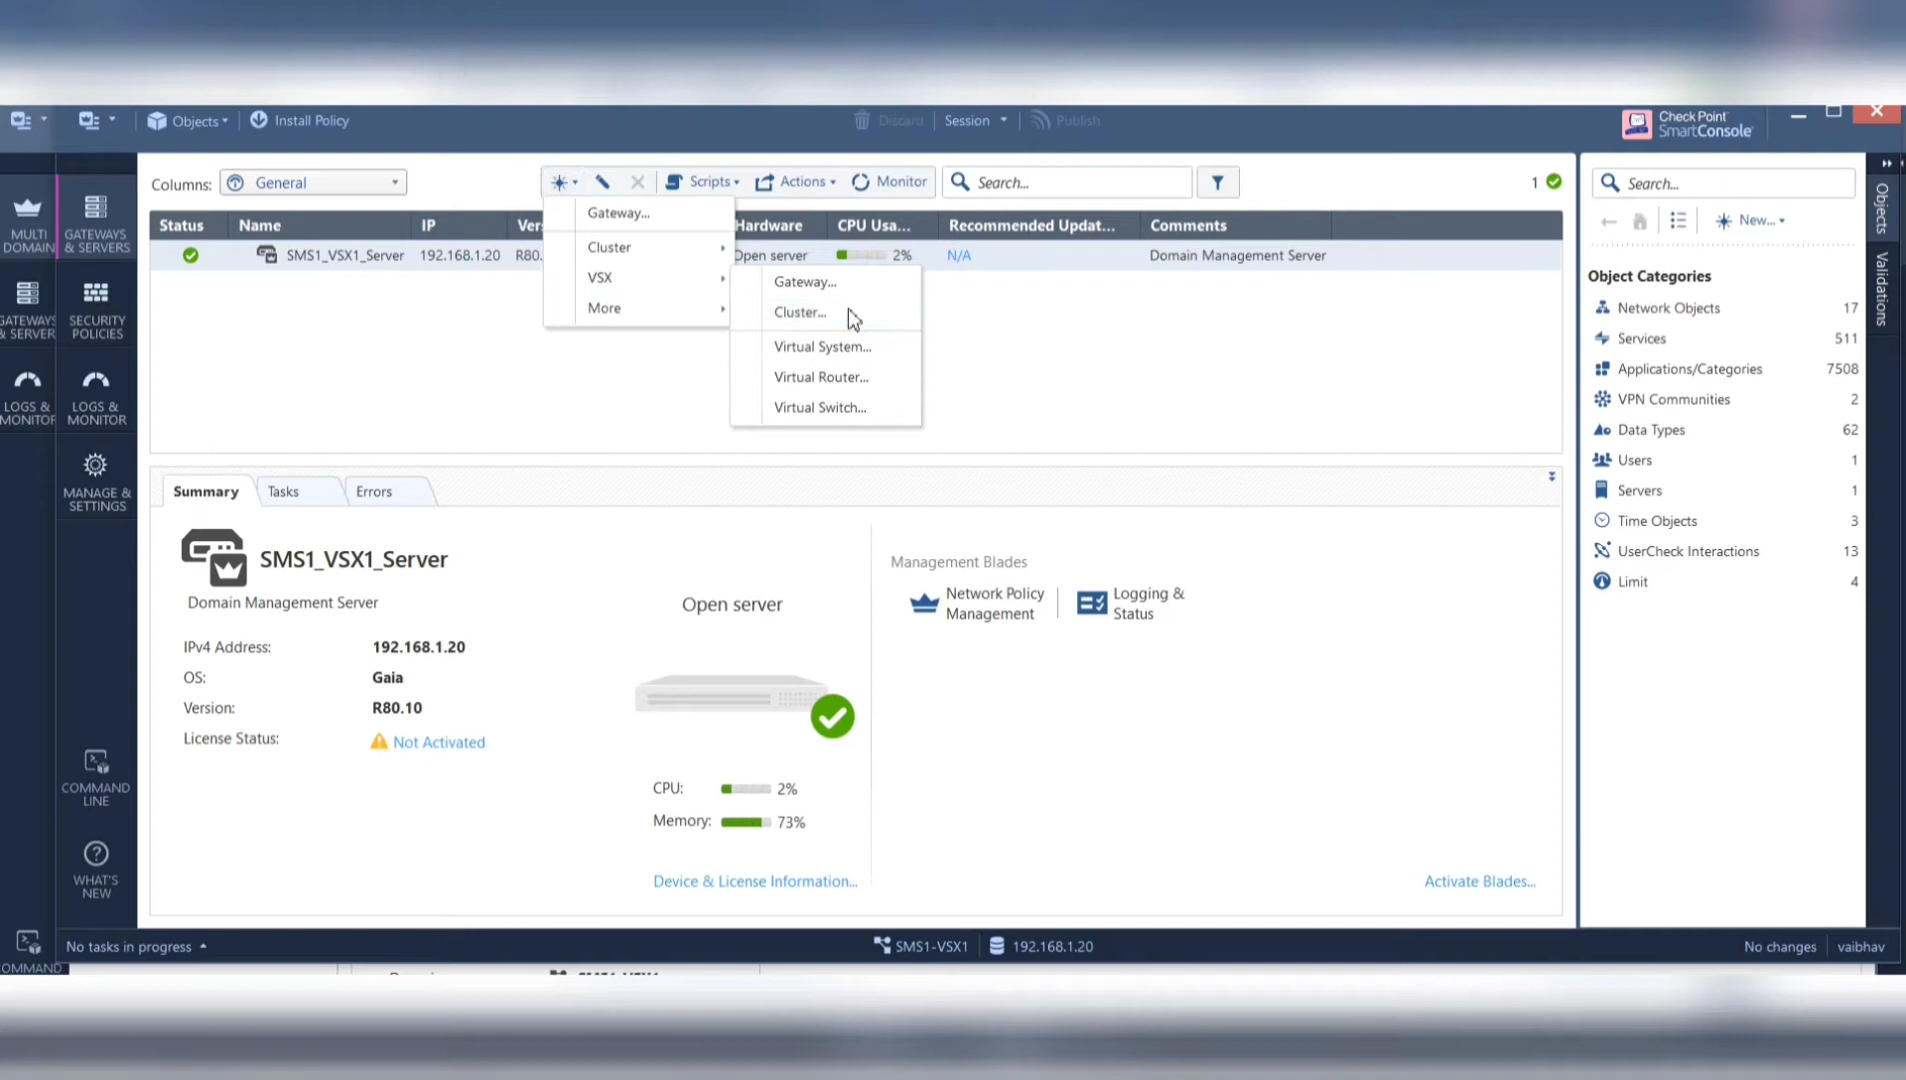 Objects
Install Policy
Discard
Session
Publish
Check Point
SmartConsole
MULTI
DOMAIN
GATEWAYS
& SERVERS
GATEWAYS
& SERVER
SECURITY
POLICIES
LOGS &
MONITOR
LOGS &
MONITOR
MANAGE &
SETTINGS
COMMAND
LINE
WHAT'S
NEW
OMMAND
Columns:
General
Scripts
Actions
Monitor
Search...
1
Status
Name
IP
Vers
Hardware
CPU Usa...
Recommended Updat...
Comments
SMS1_VSX1_Server
192.168.1.20
R80.
Open server
2%
N/A
Domain Management Server
Gateway...
Cluster
VSX
More
Gateway...
Cluster...
Virtual System...
Virtual Router...
Virtual Switch...
Summary
Tasks
Errors
SMS1_VSX1_Server
Domain Management Server
IPv4 Address: 192.168.1.20
OS: Gaia
Version: R80.10
License Status: Not Activated
Open server
CPU: 2%
Memory: 73%
Device & License Information...
Management Blades
Network Policy
Management
Logging &
Status
Activate Blades...
Search...
New...
Object Categories
Network Objects 17
Services 511
Applications/Categories 7508
VPN Communities 2
Data Types 62
Users 1
Servers 1
Time Objects 3
UserCheck Interactions 13
Limit 4
Objects
Validations
No tasks in progress
SMS1-VSX1
192.168.1.20
No changes
vaibhav